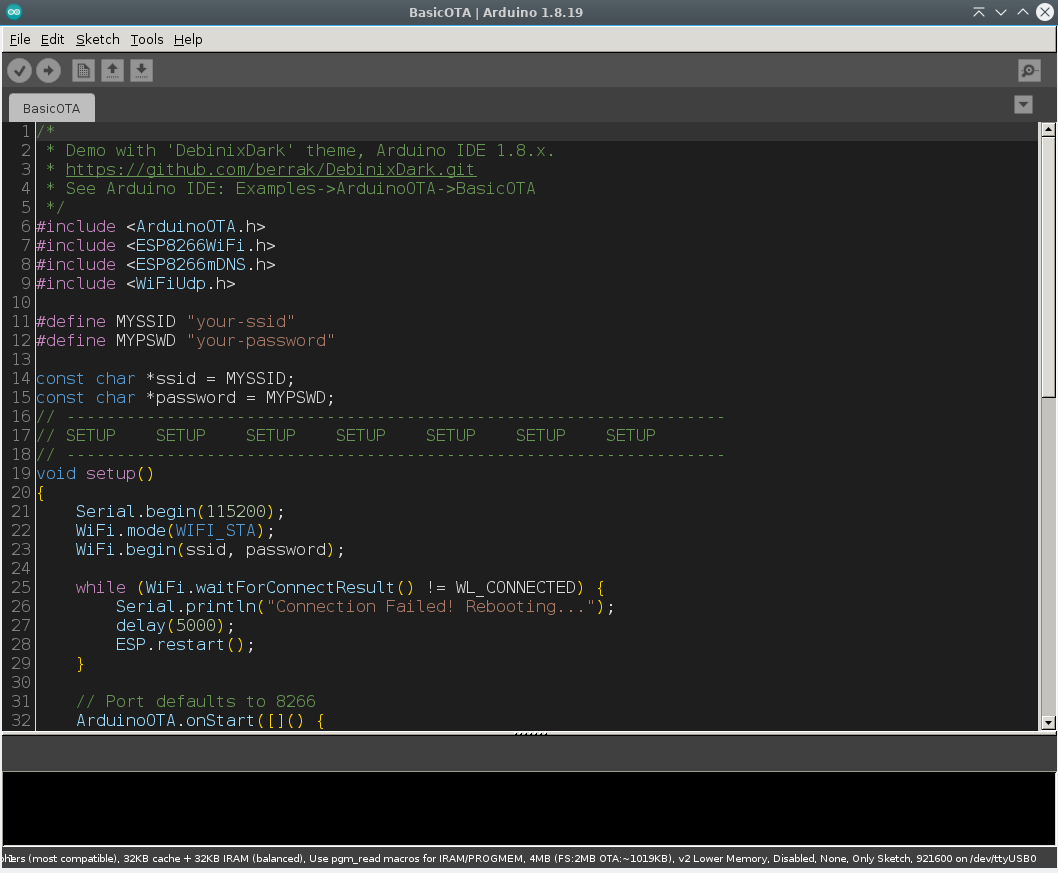 BasicOTA | Arduino 1.8.19
File Edit Sketch Tools Help
BasicOTA
1 /*
2  * Demo with 'DebinixDark' theme, Arduino IDE 1.8.x.
3  * https://github.com/berrak/DebinixDark.git
4  * See Arduino IDE: Examples->ArduinoOTA->BasicOTA
5  */
6 #include <ArduinoOTA.h>
7 #include <ESP8266WiFi.h>
8 #include <ESP8266mDNS.h>
9 #include <WiFiUdp.h>
10
11 #define MYSSID "your-ssid"
12 #define MYPSWD "your-password"
13
14 const char *ssid = MYSSID;
15 const char *password = MYPSWD;
16 // ------------------------------------------------------------------
17 // SETUP    SETUP    SETUP    SETUP    SETUP    SETUP    SETUP
18 // ------------------------------------------------------------------
19 void setup()
20 {
21     Serial.begin(115200);
22     WiFi.mode(WIFI_STA);
23     WiFi.begin(ssid, password);
24
25     while (WiFi.waitForConnectResult() != WL_CONNECTED) {
26         Serial.println("Connection Failed! Rebooting...");
27         delay(5000);
28         ESP.restart();
29     }
30
31     // Port defaults to 8266
32     ArduinoOTA.onStart([]() {
(most compatible), 32KB cache + 32KB IRAM (balanced), Use pgm_read macros for IRAM/PROGMEM, 4MB (FS:2MB OTA:~1019KB), v2 Lower Memory, Disabled, None, Only Sketch, 921600 on /dev/ttyUSB0